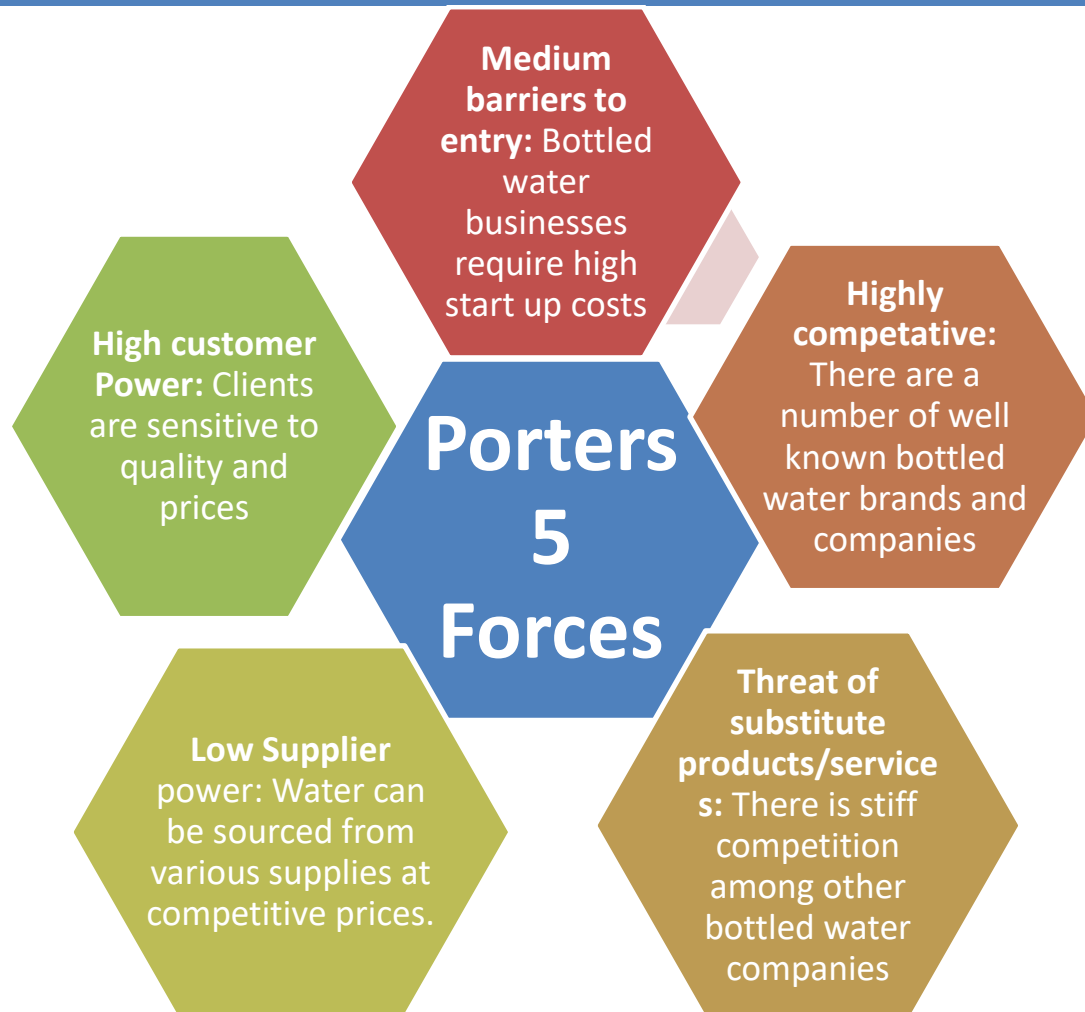 Medium
barriers to
entry: Bottled
water
businesses
require high
start up costs
Highly
competative:
There are a
number of well
known bottled
water brands and
companies
Threat of
substitute
products/service
s: There is stiff
competition
among other
bottled water
companies
Low Supplier
power: Water can
be sourced from
various supplies at
competitive prices.
High customer
Power: Clients
are sensitive to
quality and
prices
Porters
5
Forces